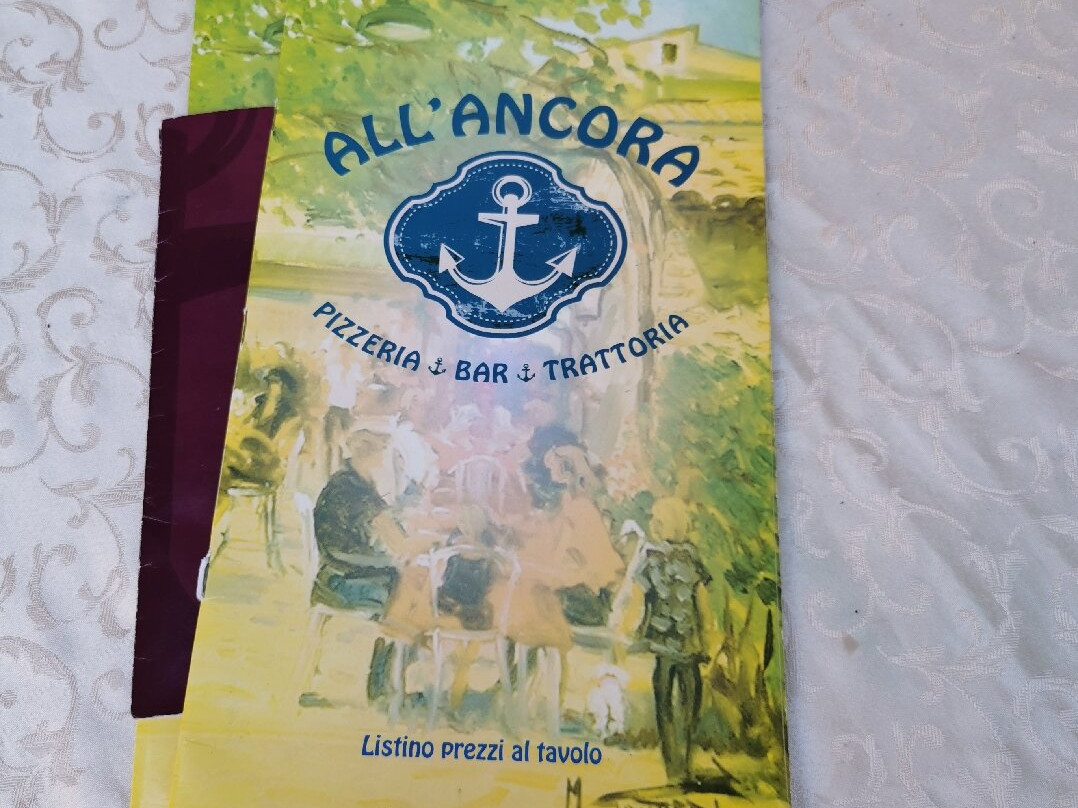 ALL'ANCORA
PIZZERIA BAR TRATTORIA
Listino prezzi al tavolo